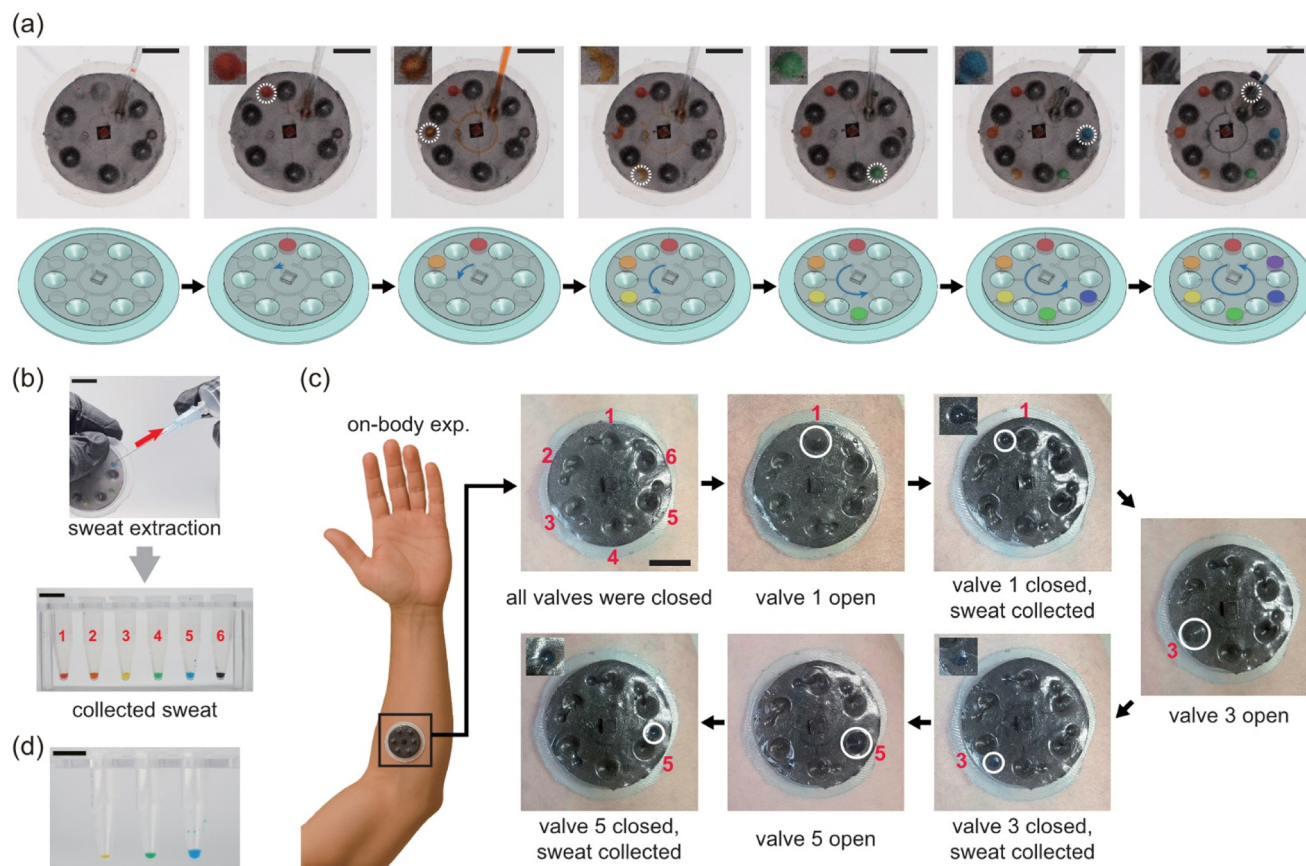 (a)
(b)
sweat extraction
1 2 3 4 5 6
collected sweat
(c)
on-body exp.
1
2
6
3
5
4
all valves were closed
1
valve 1 open
1
valve 1 closed,
sweat collected
3
valve 3 open
3
valve 3 closed,
sweat collected
5
valve 5 open
5
valve 5 closed,
sweat collected
(d)